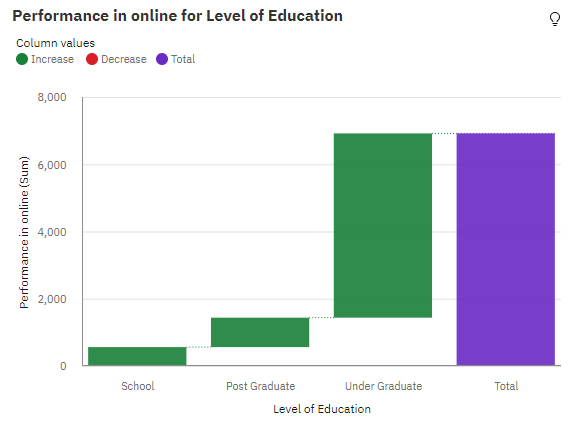 Performance in online for Level of Education
Column values
Increase Decrease Total
8,000
6,000
4,000
2,000
0
Performance in online (Sum)
School Post Graduate Under Graduate Total
Level of Education